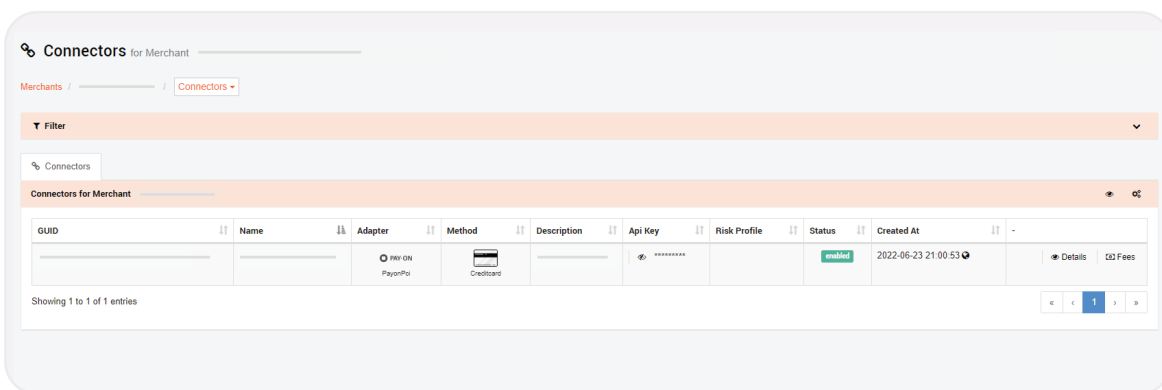 Connectors for Merchant
Merchants / / Connectors
Filter
Connectors
Connectors for Merchant
GUID Name Adapter Method Description Api Key Risk Profile Status Created At -
PAY·ON PayonPoi Creditcard ********* enabled 2022-06-23 21:00:53 Details Fees
Showing 1 to 1 of 1 entries
« ‹ 1 › »